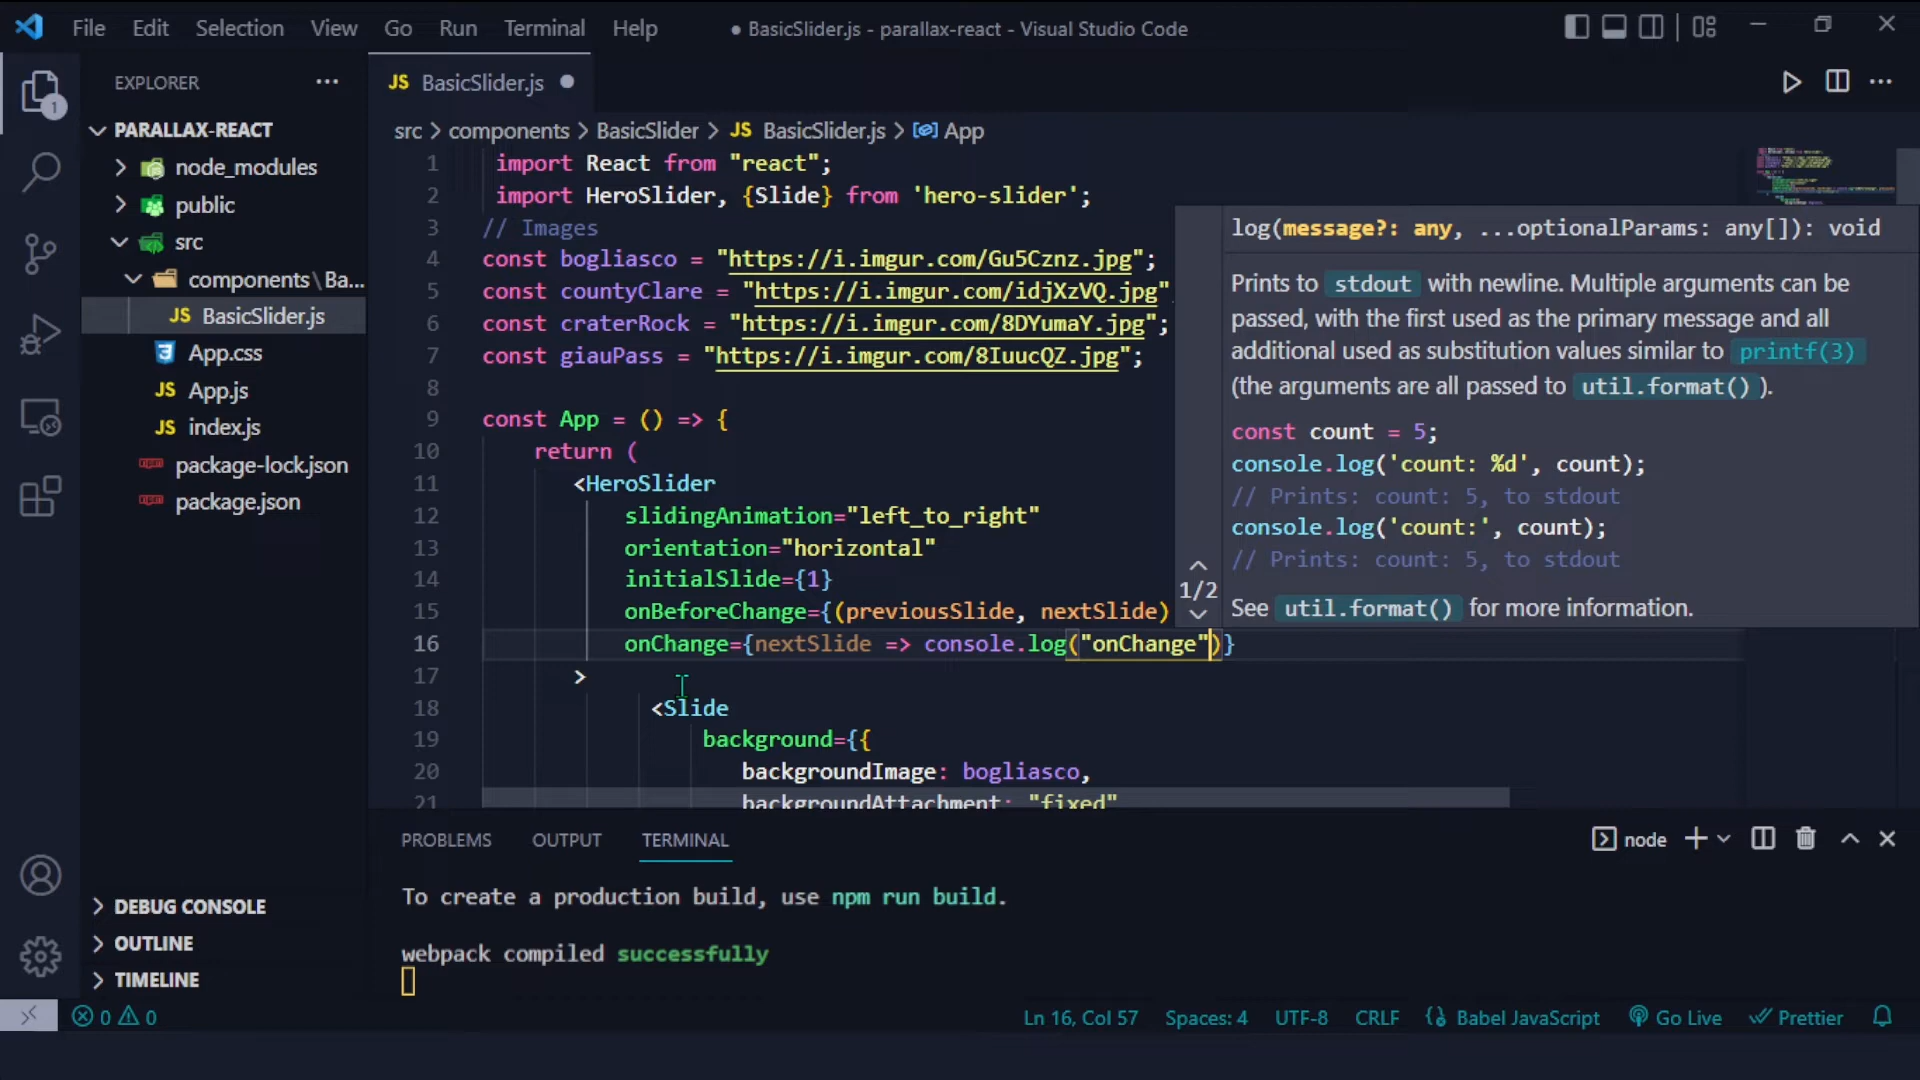 File Edit Selection View Go Run Terminal Help ● BasicSlider.js - parallax-react - Visual Studio Code
EXPLORER ···
PARALLAX-REACT
node_modules
public
src
components\Ba...
JS BasicSlider.js
App.css
JS App.js
JS index.js
package-lock.json
package.json
DEBUG CONSOLE
OUTLINE
TIMELINE
1
JS BasicSlider.js ●
src > components > BasicSlider > JS BasicSlider.js > App
1 import React from "react";
2 import HeroSlider, {Slide} from 'hero-slider';
3 // Images
4 const bogliasco = "https://i.imgur.com/Gu5Cznz.jpg";
5 const countyClare = "https://i.imgur.com/idjXzVQ.jpg"
6 const craterRock = "https://i.imgur.com/8DYumaY.jpg";
7 const giauPass = "https://i.imgur.com/8IuucQZ.jpg";
8
9 const App = () => {
10 return (
11 <HeroSlider
12 slidingAnimation="left_to_right"
13 orientation="horizontal"
14 initialSlide={1}
15 onBeforeChange={(previousSlide, nextSlide)
16 onChange={nextSlide => console.log("onChange")}
17 >
18 <Slide
19 background={{
20 backgroundImage: bogliasco,
21 backgroundAttachment: "fixed"
1/2
log(message?: any, ...optionalParams: any[]): void
Prints to stdout with newline. Multiple arguments can be
passed, with the first used as the primary message and all
additional used as substitution values similar to printf(3)
(the arguments are all passed to util.format() ).
const count = 5;
console.log('count: %d', count);
// Prints: count: 5, to stdout
console.log('count:', count);
// Prints: count: 5, to stdout
See util.format() for more information.
PROBLEMS OUTPUT TERMINAL node
To create a production build, use npm run build.
webpack compiled successfully
0 0 Ln 16, Col 57 Spaces: 4 UTF-8 CRLF Babel JavaScript Go Live Prettier